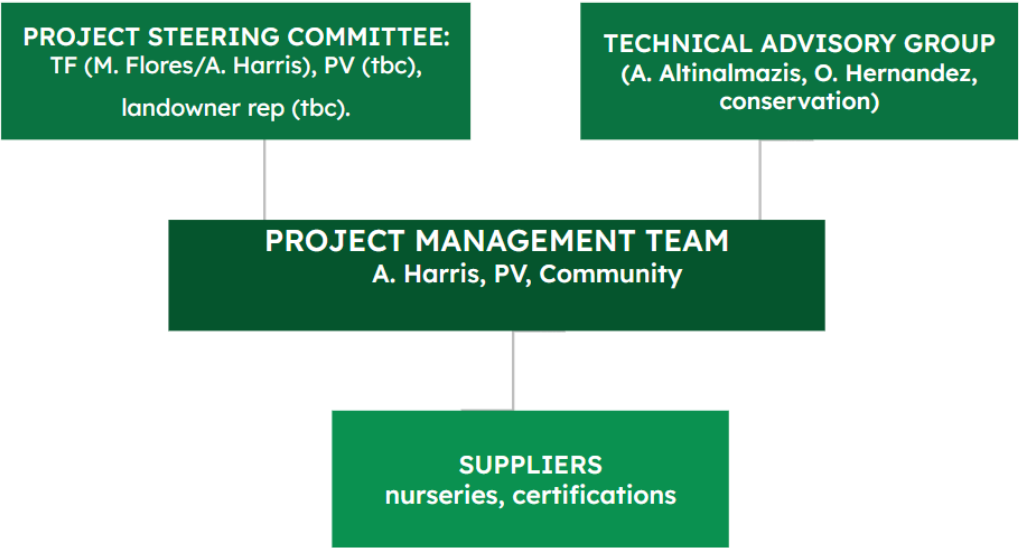 PROJECT STEERING COMMITTEE:
TF (M. Flores/A. Harris), PV (tbc),
landowner rep (tbc).
TECHNICAL ADVISORY GROUP
(A. Altinalmazis, O. Hernandez,
conservation)
PROJECT MANAGEMENT TEAM
A. Harris, PV, Community
SUPPLIERS
nurseries, certifications